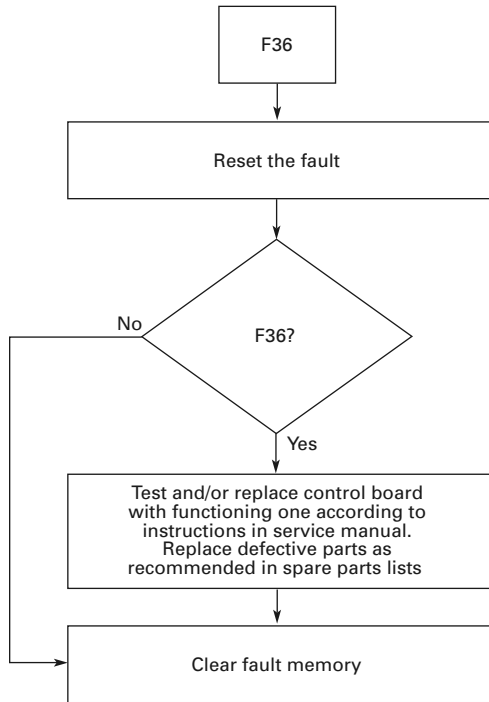 F36
Reset the fault
No
F36?
Yes
Test and/or replace control board
with functioning one according to
instructions in service manual.
Replace defective parts as
recommended in spare parts lists
Clear fault memory